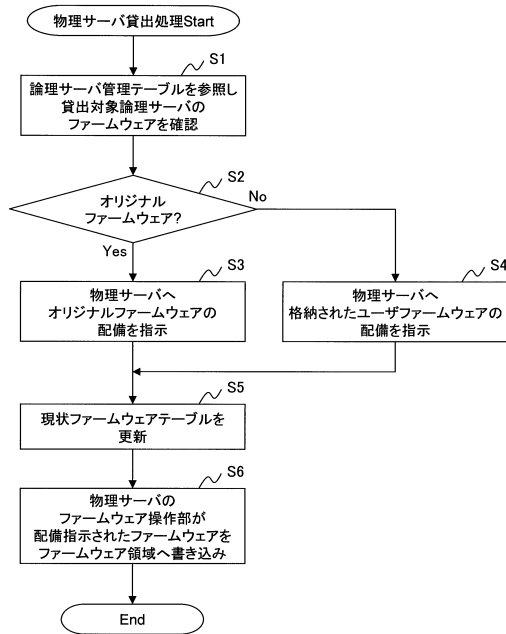 物理サーバ貸出処理Start
S1
論理サーバ管理テーブルを参照し
貸出対象論理サーバの
ファームウェアを確認
S2
オリジナル
ファームウェア?
No
Yes
S3
物理サーバへ
オリジナルファームウェアの
配備を指示
S4
物理サーバへ
格納されたユーザファームウェアの
配備を指示
S5
現状ファームウェアテーブルを
更新
S6
物理サーバの
ファームウェア操作部が
配備指示されたファームウェアを
ファームウェア領域へ書き込み
End